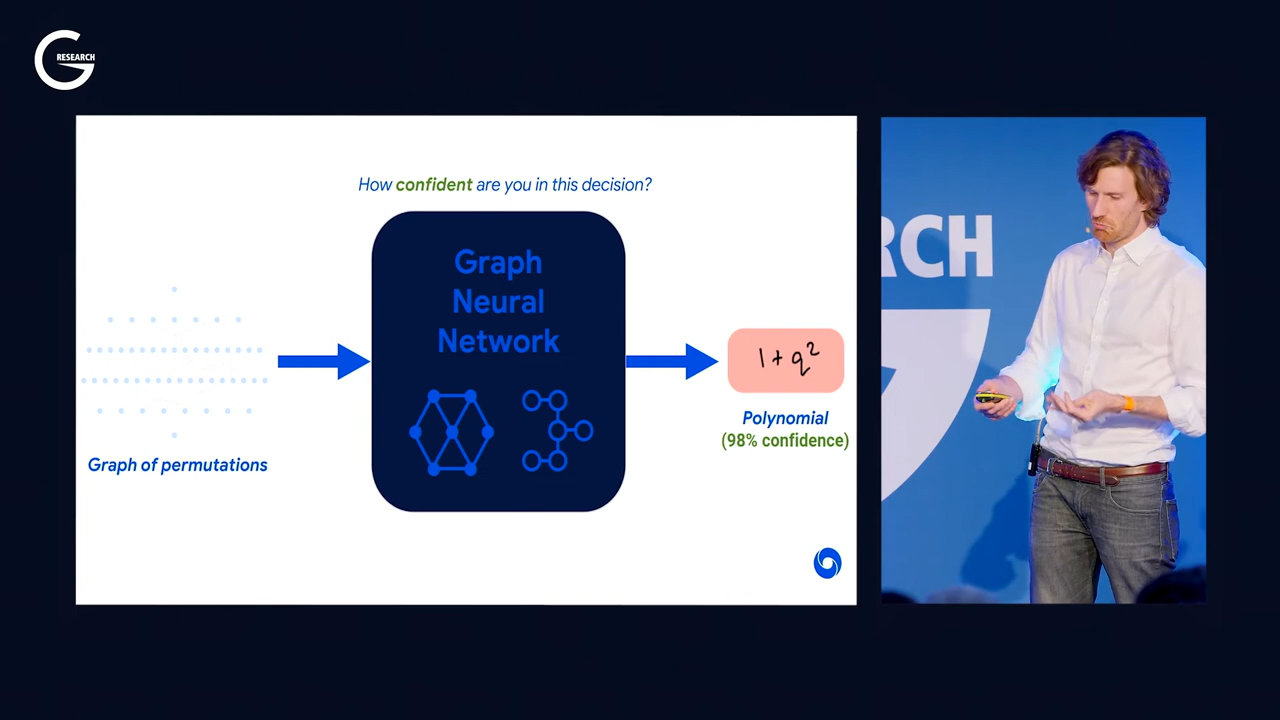 G RESEARCH
How confident are you in this decision?
Graph
Neural
Network
1 + q²
Polynomial
(98% confidence)
Graph of permutations
RCH